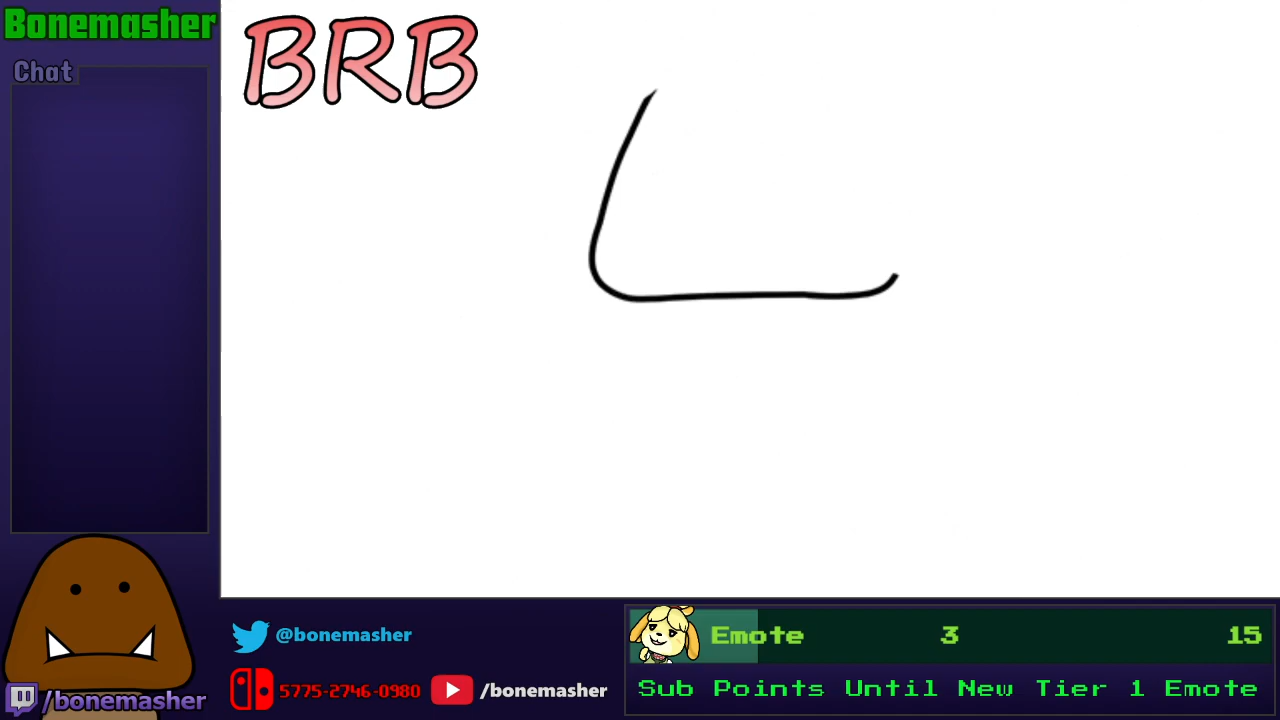 Bonemasher
BRB
Chat
@bonemasher
5775-2746-0980
/bonemasher
/bonemasher
Emote 3 15
Sub Points Until New Tier 1 Emote